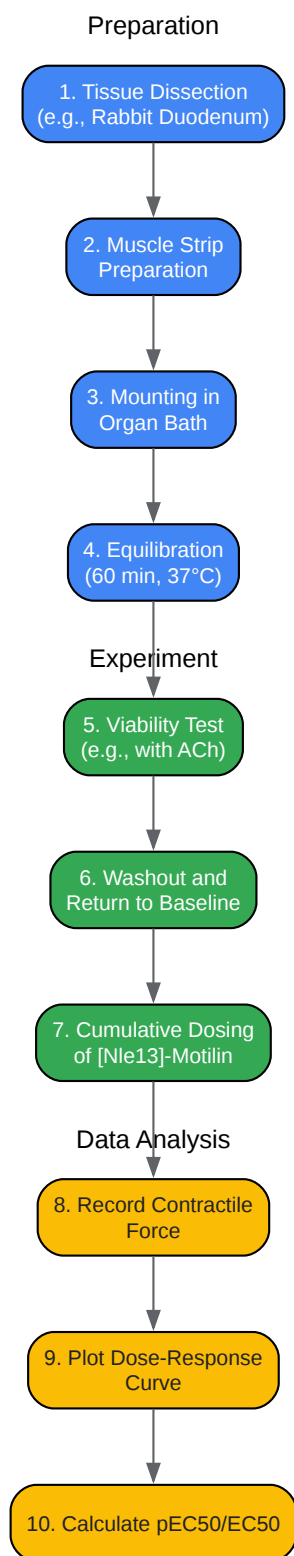 Preparation
1. Tissue Dissection
(e.g., Rabbit Duodenum)
2. Muscle Strip
Preparation
3. Mounting in
Organ Bath
4. Equilibration
(60 min, 37°C)
Experiment
5. Viability Test
(e.g., with ACh)
6. Washout and
Return to Baseline
7. Cumulative Dosing
of [Nle13]-Motilin
Data Analysis
8. Record Contractile
Force
9. Plot Dose-Response
Curve
10. Calculate pEC50/EC50